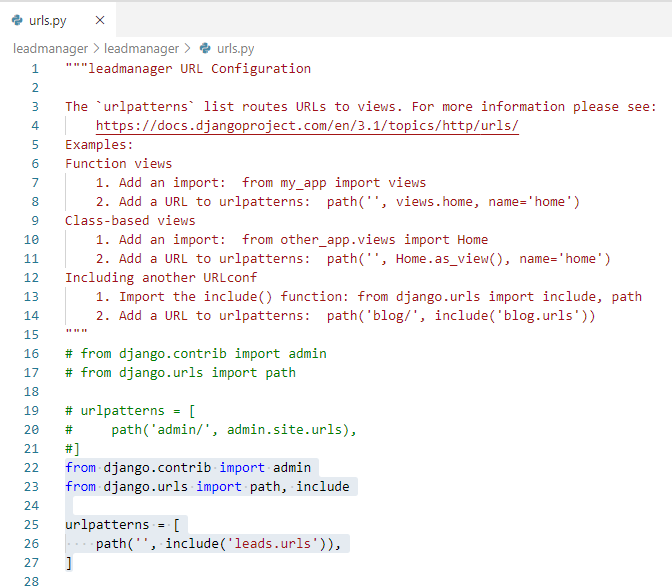 urls.py ×
leadmanager > leadmanager > urls.py
1 """leadmanager URL Configuration
2
3 The `urlpatterns` list routes URLs to views. For more information please see:
4     https://docs.djangoproject.com/en/3.1/topics/http/urls/
5 Examples:
6 Function views
7     1. Add an import:  from my_app import views
8     2. Add a URL to urlpatterns:  path('', views.home, name='home')
9 Class-based views
10     1. Add an import:  from other_app.views import Home
11     2. Add a URL to urlpatterns:  path('', Home.as_view(), name='home')
12 Including another URLconf
13     1. Import the include() function: from django.urls import include, path
14     2. Add a URL to urlpatterns:  path('blog/', include('blog.urls'))
15 """
16 # from django.contrib import admin
17 # from django.urls import path
18
19 # urlpatterns = [
20 #     path('admin/', admin.site.urls),
21 #]
22 from django.contrib import admin
23 from django.urls import path, include
24
25 urlpatterns = [
26     path('', include('leads.urls')),
27 ]
28